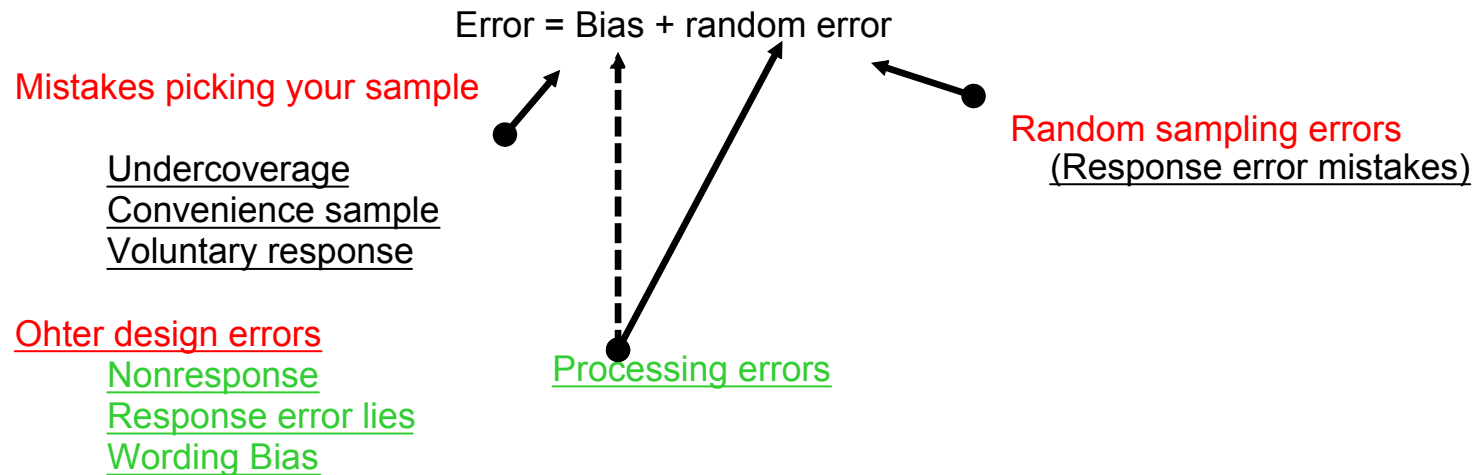 Error = Bias + random error
Mistakes picking your sample
Undercoverage
Convenience sample
Voluntary response
Random sampling errors
(Response error mistakes)
Ohter design errors
Nonresponse
Response error lies
Wording Bias
Processing errors